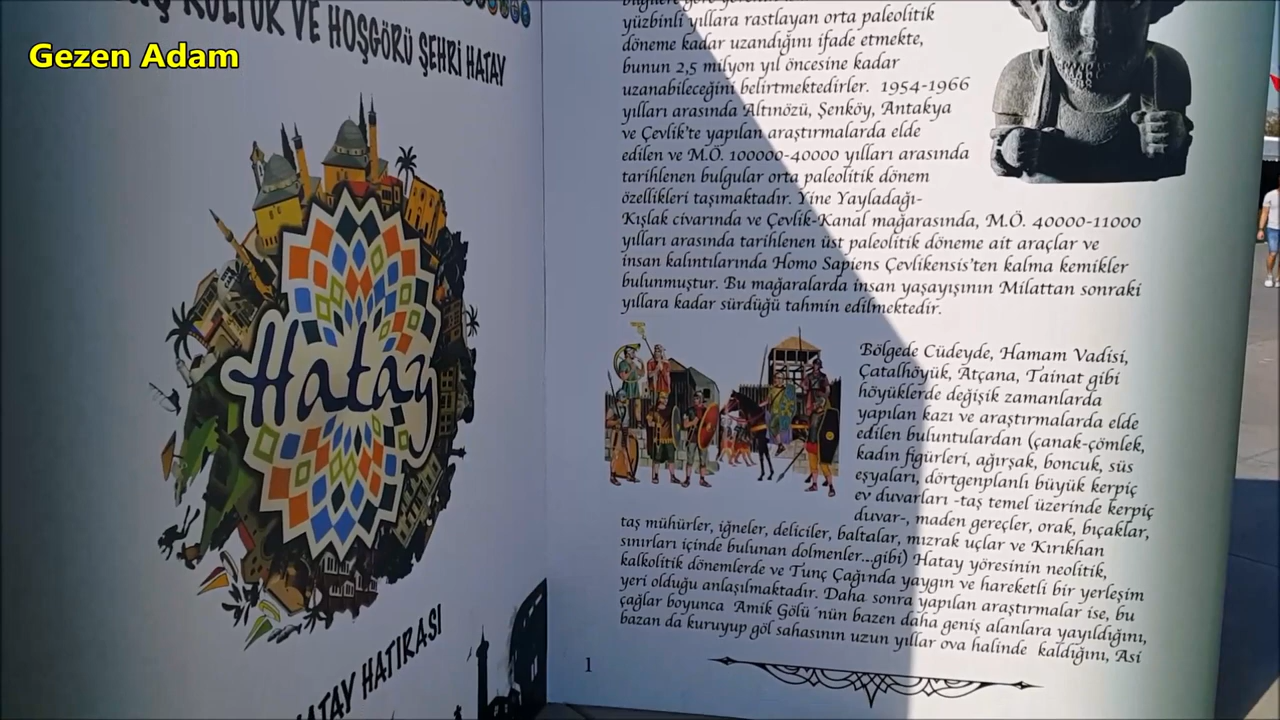 Gezen Adam
KÜLTÜR VE HOŞGÖRÜ ŞEHRİ HATAY
Hatay
HATAY HATIRASI
bilgilere göre
yüzbinli yıllara rastlayan orta paleolitik
döneme kadar uzandığını ifade etmekte,
bunun 2,5 milyon yıl öncesine kadar
uzanabileceğini belirtmektedirler. 1954-1966
yılları arasında Altınözü, Şenköy, Antakya
ve Çevlik'te yapılan araştırmalarda elde
edilen ve M.Ö. 100000-40000 yılları arasında
tarihlenen bulgular orta paleolitik dönem
özellikleri taşımaktadır. Yine Yayladağı-
Kışlak civarında ve Çevlik-Kanal mağarasında, M.Ö. 40000-11000
yılları arasında tarihlenen üst paleolitik döneme ait araçlar ve
insan kalıntılarında Homo Sapiens Çevlikensis'ten kalma kemikler
bulunmuştur. Bu mağaralarda insan yaşayışının Milattan sonraki
yıllara kadar sürdüğü tahmin edilmektedir.
Bölgede Cüdeyde, Hamam Vadisi,
Çatalhöyük, Atçana, Tainat gibi
höyüklerde değişik zamanlarda
yapılan kazı ve araştırmalarda elde
edilen buluntulardan (çanak-çömlek,
kadın figürleri, ağırşak, boncuk, süs
eşyaları, dörtgenplanlı büyük kerpiç
ev duvarları -taş temel üzerinde kerpiç
duvar-, maden gereçler, orak, bıçaklar,
taş mühürler, iğneler, deliciler, baltalar, mızrak uçlar ve Kırıkhan
sınırları içinde bulunan dolmenler...gibi) Hatay yöresinin neolitik,
kalkolitik dönemlerde ve Tunç Çağında yaygın ve hareketli bir yerleşim
yeri olduğu anlaşılmaktadır. Daha sonra yapılan araştırmalar ise, bu
çağlar boyunca Amik Gölü´nün bazen daha geniş alanlara yayıldığını,
bazan da kuruyup göl sahasının uzun yıllar ova halinde kaldığını, Asi
1